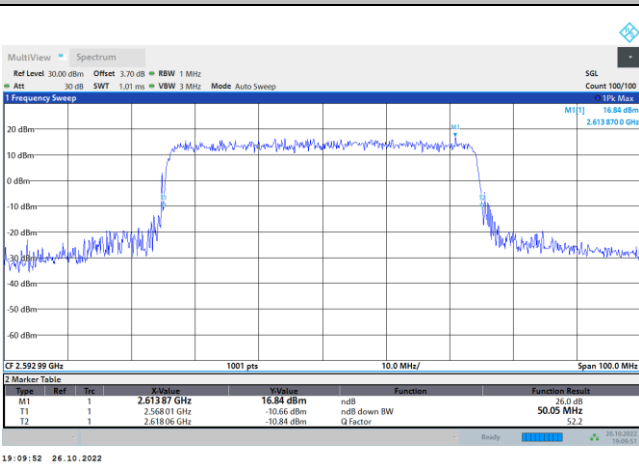 MultiView Spectrum
Ref Level 30.00 dBm Offset 3.70 dB RBW 1 MHz SGL
Att 30 dB SWT 1.01 ms VBW 3 MHz Mode Auto Sweep Count 100/100
1 Frequency Sweep 1Pk Max
M1[1] 16.84 dBm
2.613 870 0 GHz
M1
20 dBm
10 dBm
0 dBm
-10 dBm
-20 dBm
-30 dBm
-40 dBm
-50 dBm
-60 dBm
CF 2.592 99 GHz 1001 pts 10.0 MHz/ Span 100.0 MHz
2 Marker Table
Type Ref Trc X-Value Y-Value Function Function Result
M1 1 2.613 87 GHz 16.84 dBm ndB 26.0 dB
T1 1 2.568 01 GHz -10.66 dBm ndB down BW 50.05 MHz
T2 1 2.618 06 GHz -10.84 dBm Q Factor 52.2
Ready 26.10.2022
19:09:51
19:09:52 26.10.2022